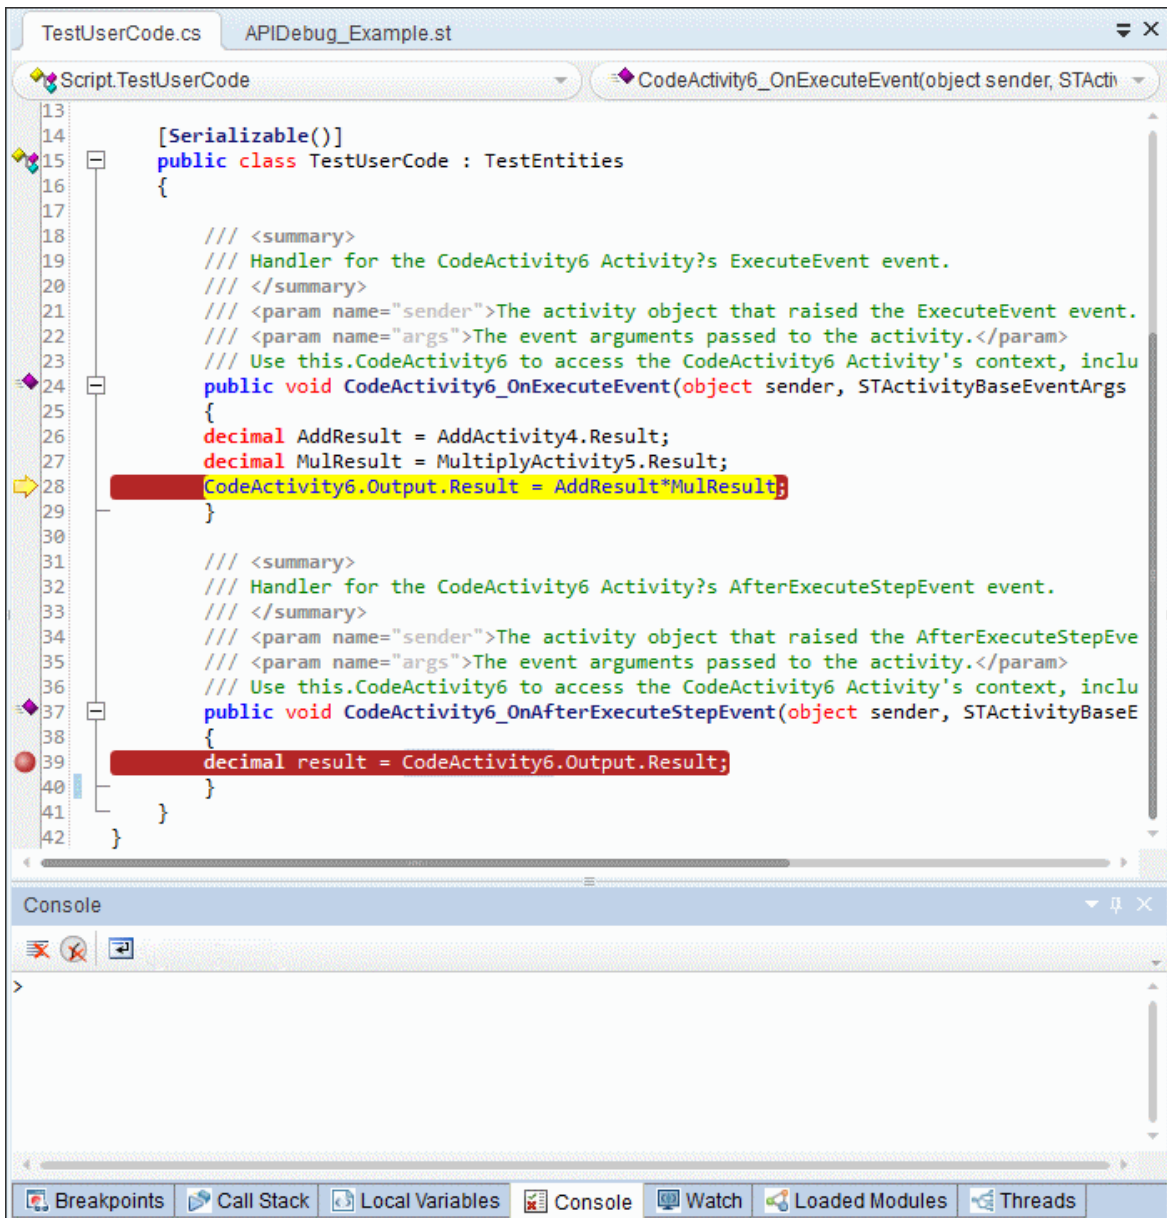 TestUserCode.cs APIDebug_Example.st
Script.TestUserCode CodeActivity6_OnExecuteEvent(object sender, STActiv
13
14 [Serializable()]
15 public class TestUserCode : TestEntities
16 {
17
18 /// <summary>
19 /// Handler for the CodeActivity6 Activity?s ExecuteEvent event.
20 /// </summary>
21 /// <param name="sender">The activity object that raised the ExecuteEvent event.
22 /// <param name="args">The event arguments passed to the activity.</param>
23 /// Use this.CodeActivity6 to access the CodeActivity6 Activity's context, inclu
24 public void CodeActivity6_OnExecuteEvent(object sender, STActivityBaseEventArgs
25 {
26 decimal AddResult = AddActivity4.Result;
27 decimal MulResult = MultiplyActivity5.Result;
28 CodeActivity6.Output.Result = AddResult*MulResult;
29 }
30
31 /// <summary>
32 /// Handler for the CodeActivity6 Activity?s AfterExecuteStepEvent event.
33 /// </summary>
34 /// <param name="sender">The activity object that raised the AfterExecuteStepEve
35 /// <param name="args">The event arguments passed to the activity.</param>
36 /// Use this.CodeActivity6 to access the CodeActivity6 Activity's context, inclu
37 public void CodeActivity6_OnAfterExecuteStepEvent(object sender, STActivityBaseE
38 {
39 decimal result = CodeActivity6.Output.Result;
40 }
41 }
42 }
Console
>
Breakpoints Call Stack Local Variables Console Watch Loaded Modules Threads